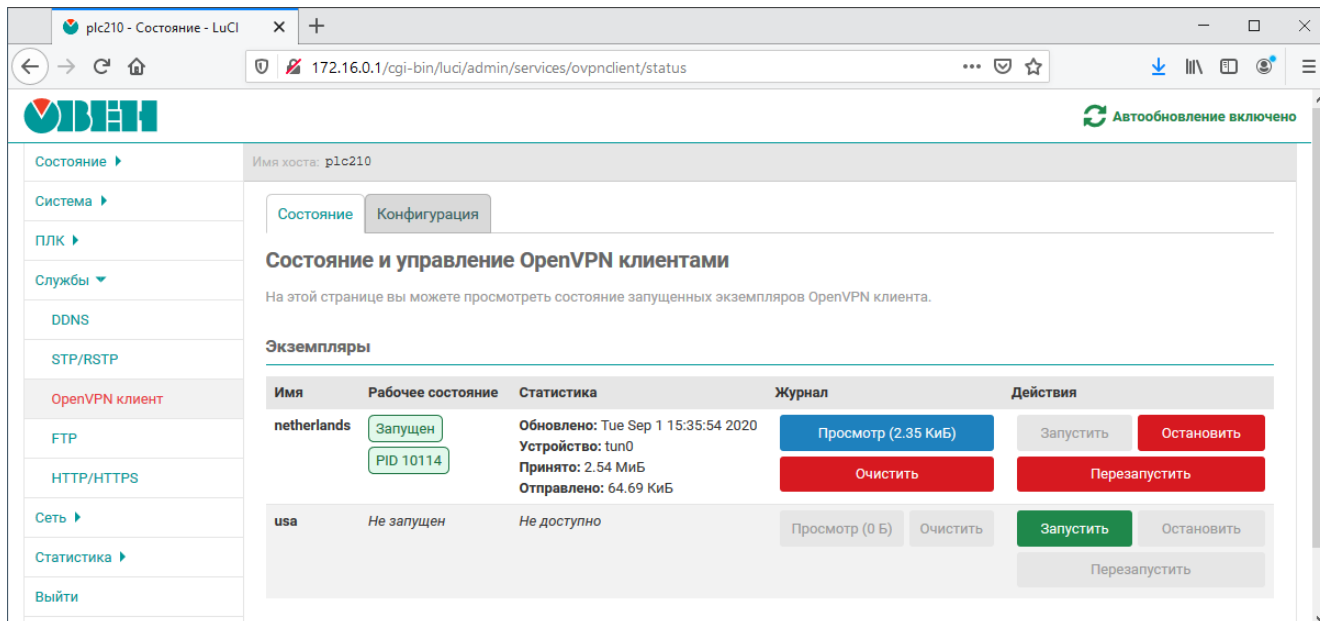 plc210 - Состояние - LuCI
172.16.0.1/cgi-bin/luci/admin/services/ovpnclient/status
ОВЕН
Автообновление включено
Состояние
Система
ПЛК
Службы
DDNS
STP/RSTP
OpenVPN клиент
FTP
HTTP/HTTPS
Сеть
Статистика
Выйти
Имя хоста: plc210
Состояние Конфигурация
Состояние и управление OpenVPN клиентами
На этой странице вы можете просмотреть состояние запущенных экземпляров OpenVPN клиента.
Экземпляры
Имя Рабочее состояние Статистика Журнал Действия
netherlands Запущен Обновлено: Tue Sep 1 15:35:54 2020 Просмотр (2.35 КиБ) Запустить Остановить
Устройство: tun0
PID 10114 Принято: 2.54 МиБ Очистить Перезапустить
Отправлено: 64.69 КиБ
usa Не запущен Не доступно Просмотр (0 Б) Очистить Запустить Остановить
Перезапустить